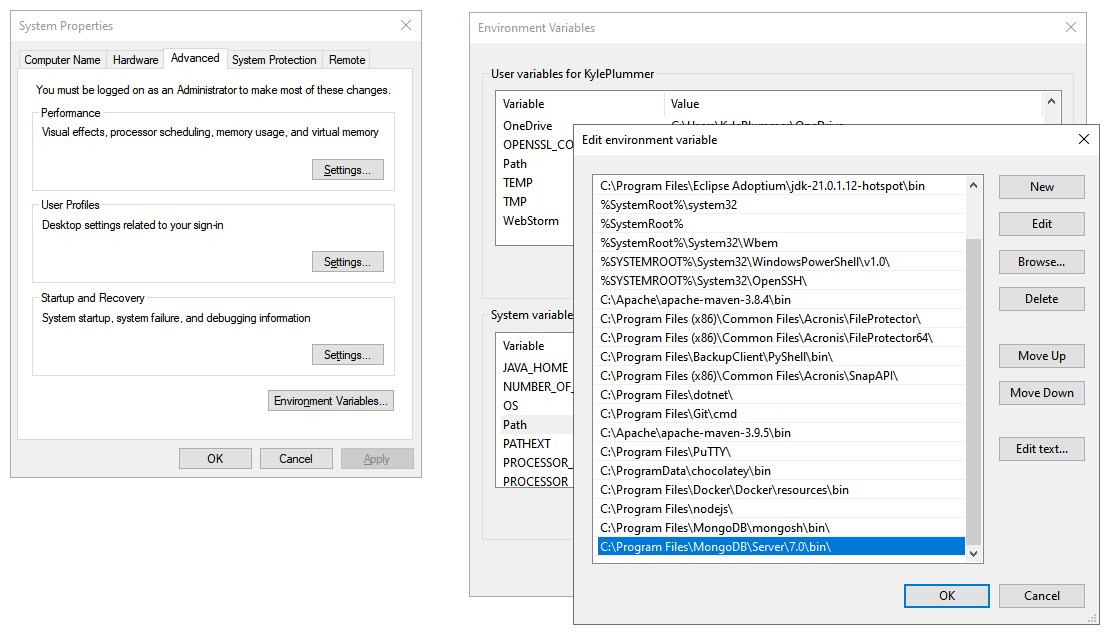 System Properties
Computer Name
Hardware
Advanced
System Protection
Remote
You must be logged on as an Administrator to make most of these changes.
Performance
Visual effects, processor scheduling, memory usage, and virtual memory
Settings...
User Profiles
Desktop settings related to your sign-in
Settings...
Startup and Recovery
System startup, system failure, and debugging information
Settings...
Environment Variables...
OK
Cancel
Apply
Environment Variables
User variables for KylePlummer
Variable
Value
OneDrive
C:\Users\KylePlummer\OneDrive
OPENSSL_CO
Path
TEMP
TMP
WebStorm
System variable
Variable
JAVA_HOME
NUMBER_OF_
OS
Path
PATHEXT
PROCESSOR_
PROCESSOR
Edit environment variable
C:\Program Files\Eclipse Adoptium\jdk-21.0.1.12-hotspot\bin
%SystemRoot%\system32
%SystemRoot%
%SystemRoot%\System32\Wbem
%SYSTEMROOT%\System32\WindowsPowerShell\v1.0\
%SYSTEMROOT%\System32\OpenSSH\
C:\Apache\apache-maven-3.8.4\bin
C:\Program Files (x86)\Common Files\Acronis\FileProtector\
C:\Program Files (x86)\Common Files\Acronis\FileProtector64\
C:\Program Files\BackupClient\PyShell\bin\
C:\Program Files (x86)\Common Files\Acronis\SnapAPI\
C:\Program Files\dotnet\
C:\Program Files\Git\cmd
C:\Apache\apache-maven-3.9.5\bin
C:\Program Files\PuTTY\
C:\ProgramData\chocolatey\bin
C:\Program Files\Docker\Docker\resources\bin
C:\Program Files\nodejs\
C:\Program Files\MongoDB\mongosh\bin\
C:\Program Files\MongoDB\Server\7.0\bin\
New
Edit
Browse...
Delete
Move Up
Move Down
Edit text...
OK
Cancel